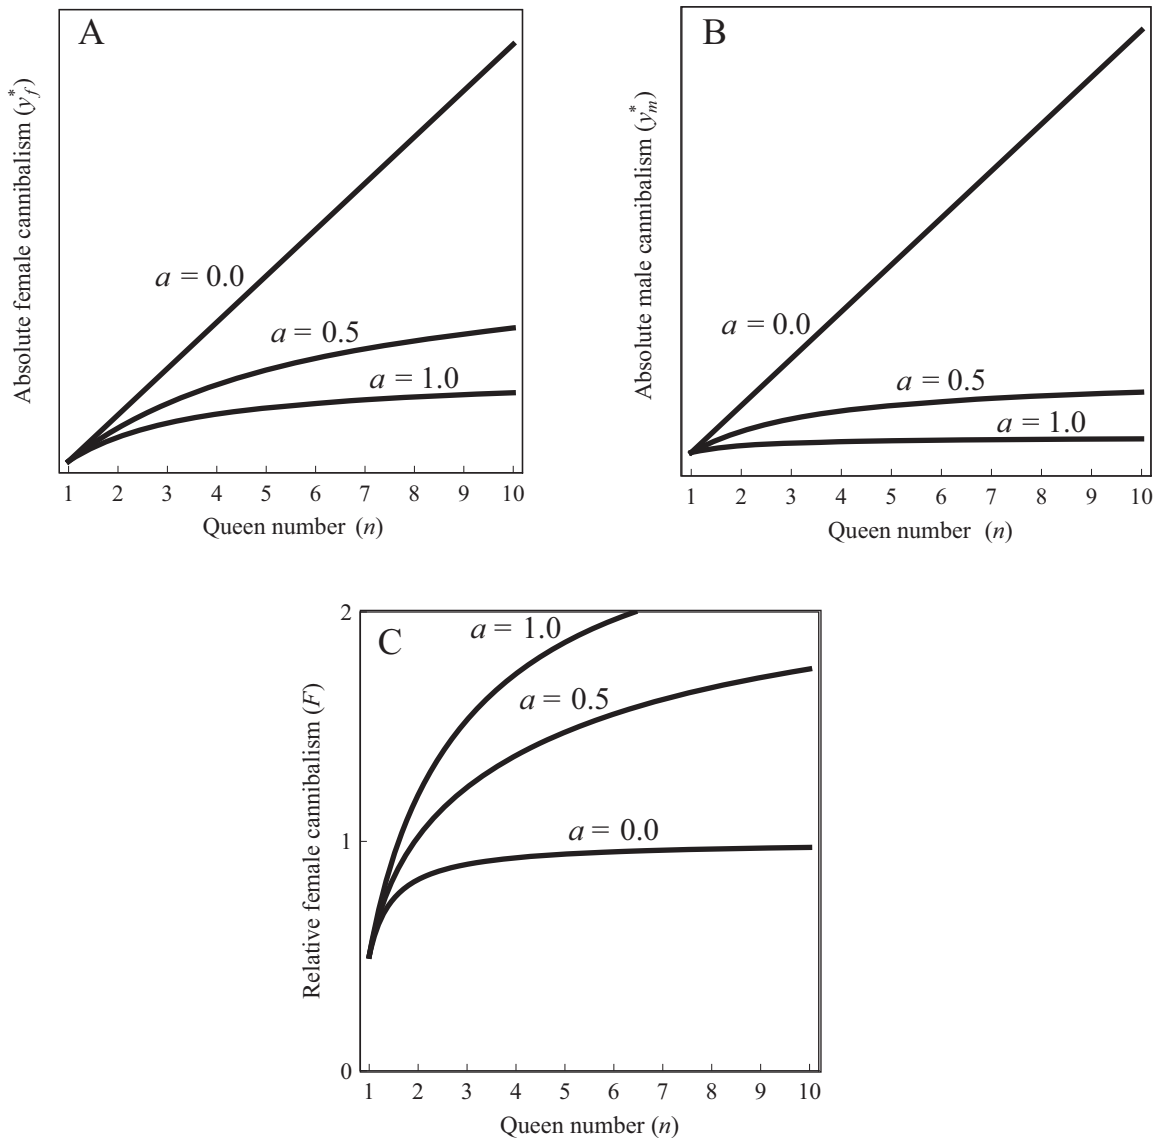 A
Absolute female cannibalism (y*f)
a = 0.0
a = 0.5
a = 1.0
1 2 3 4 5 6 7 8 9 10
Queen number (n)
B
Absolute male cannibalism (y*m)
a = 0.0
a = 0.5
a = 1.0
1 2 3 4 5 6 7 8 9 10
Queen number (n)
C
Relative female cannibalism (F)
2
1
0
a = 1.0
a = 0.5
a = 0.0
1 2 3 4 5 6 7 8 9 10
Queen number (n)